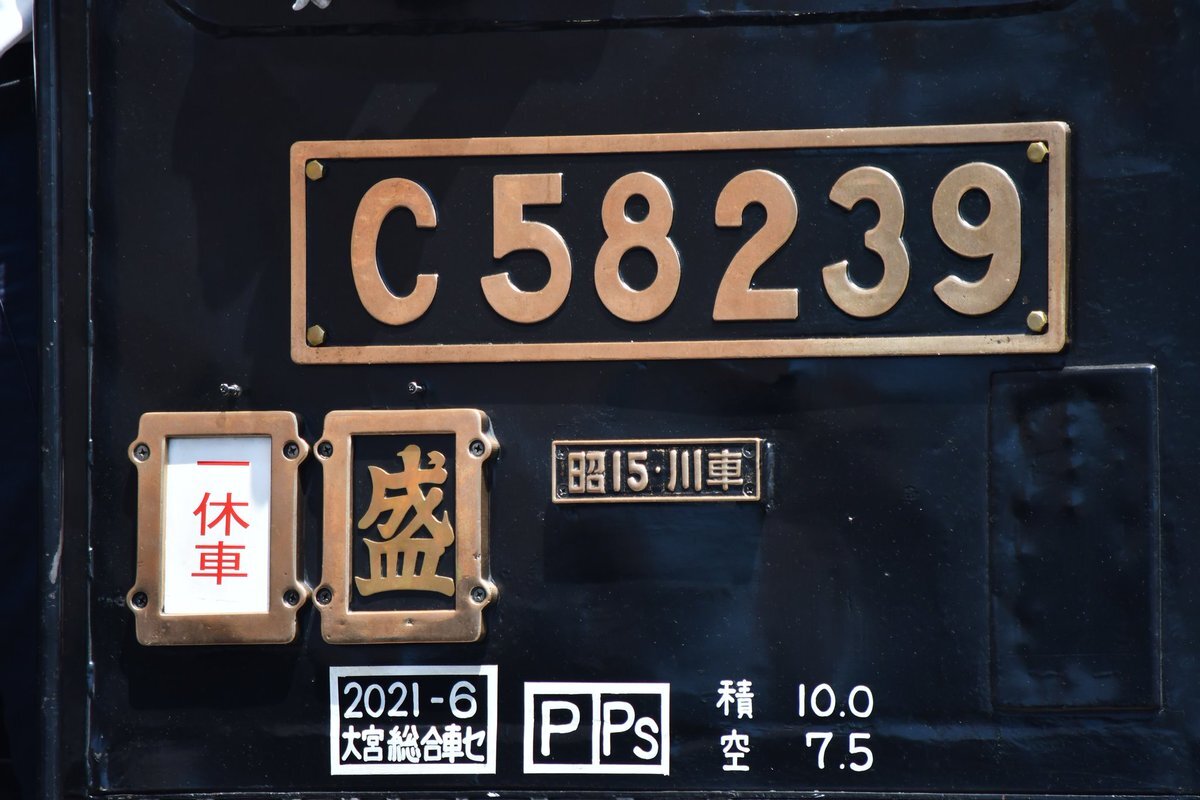 C58239
一休車
盛
昭15・川車
2021-6
大宮総合車セ
P Ps
積 10.0
空 7.5